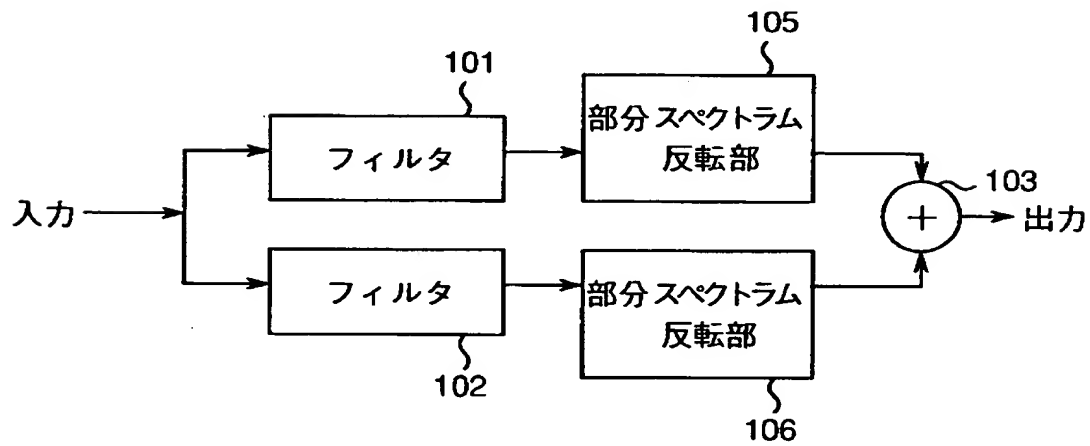 105
101
部分スペクトラム
反転部
フィルタ
103
入力
+
出力
フィルタ
部分スペクトラム
反転部
102
106